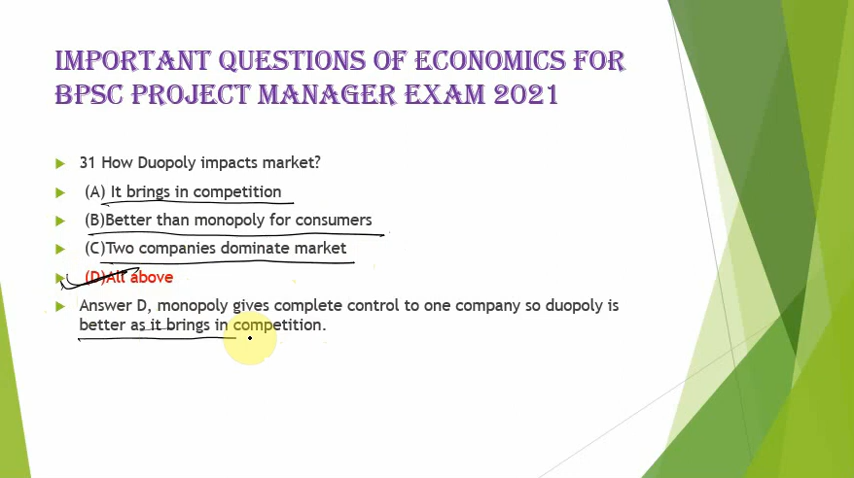 IMPORTANT QUESTIONS OF ECONOMICS FOR
BPSC PROJECT MANAGER EXAM 2021
31 How Duopoly impacts market?
(A) It brings in competition
(B)Better than monopoly for consumers
(C)Two companies dominate market
(D)All above
Answer D, monopoly gives complete control to one company so duopoly is
better as it brings in competition.